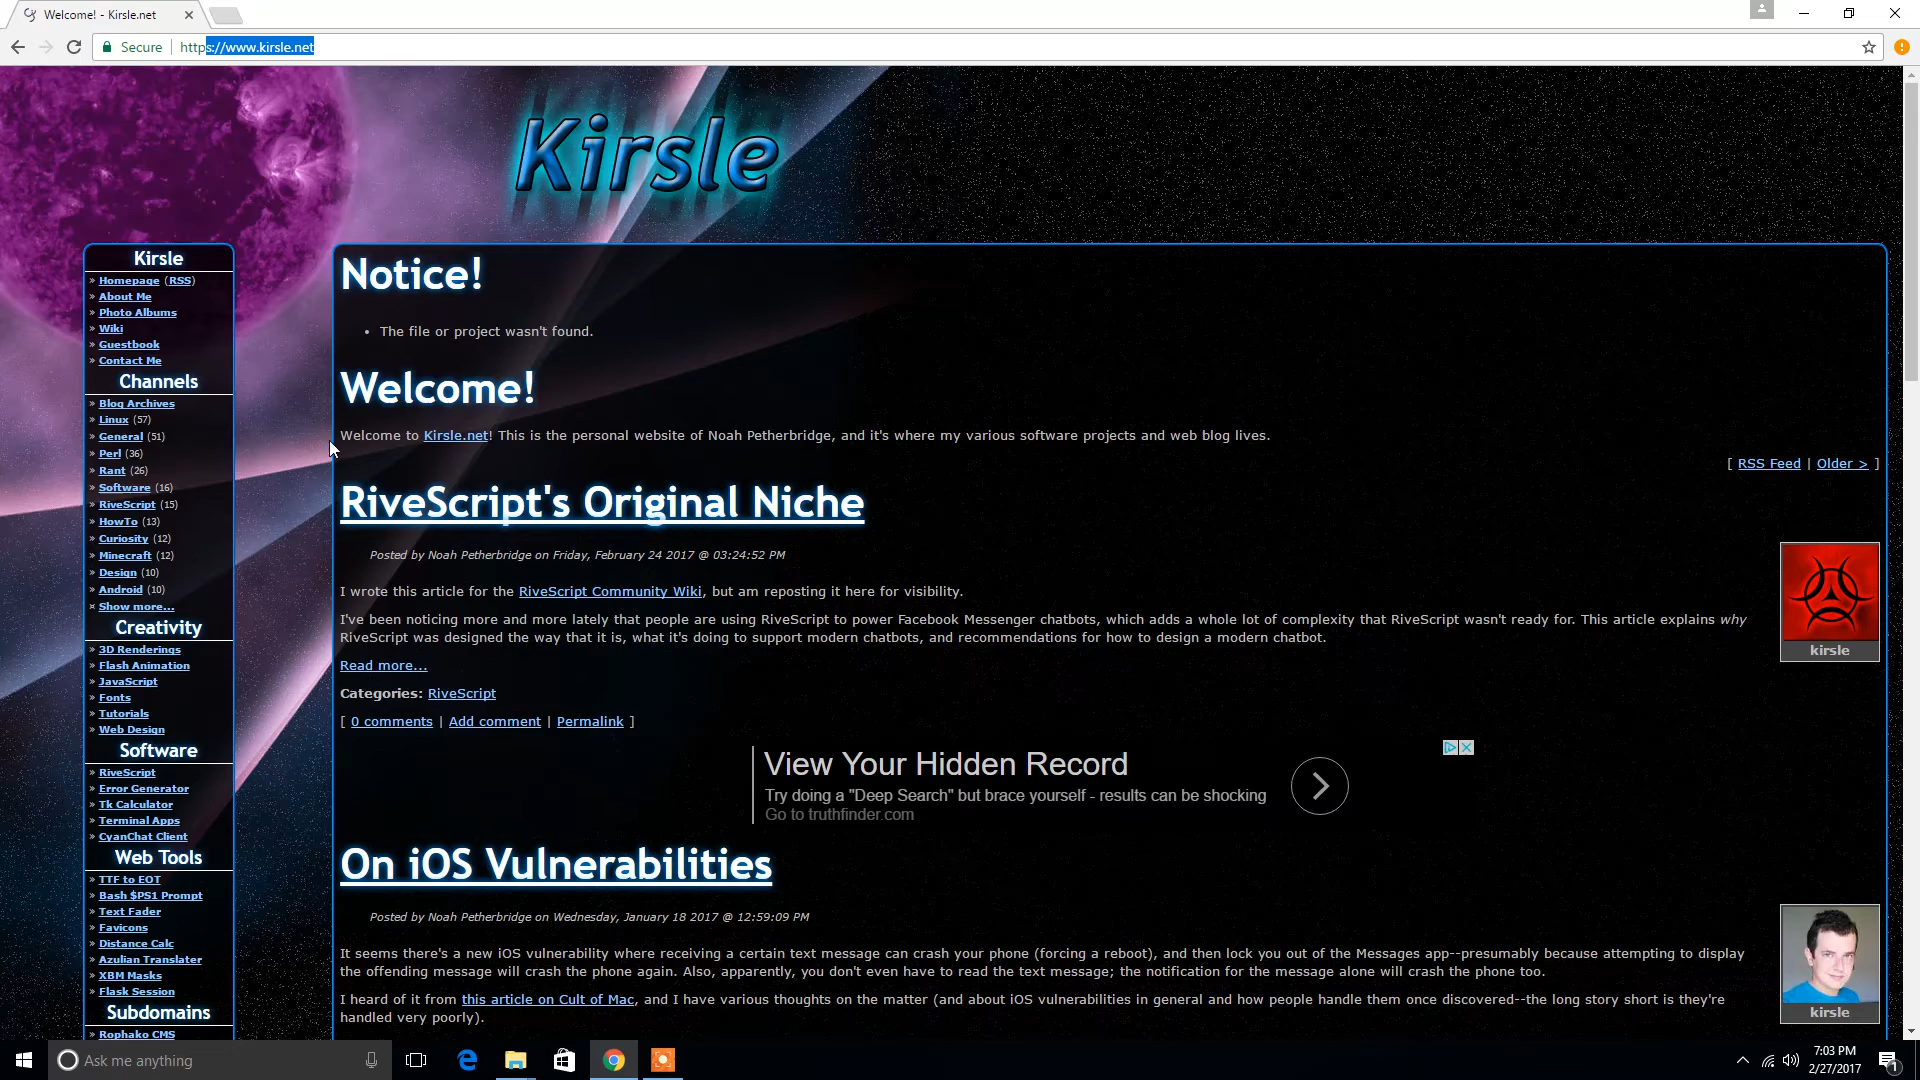 Welcome! - Kirsle.net
Secure https://www.kirsle.net
Kirsle
Kirsle
» Homepage (RSS)
» About Me
» Photo Albums
» Wiki
» Guestbook
» Contact Me
Channels
» Blog Archives
» Linux (57)
» General (51)
» Perl (36)
» Rant (26)
» Software (16)
» RiveScript (15)
» HowTo (13)
» Curiosity (12)
» Minecraft (12)
» Design (10)
» Android (10)
¤ Show more...
Creativity
» 3D Renderings
» Flash Animation
» JavaScript
» Fonts
» Tutorials
» Web Design
Software
» RiveScript
» Error Generator
» Tk Calculator
» Terminal Apps
» CyanChat Client
Web Tools
» TTF to EOT
» Bash $PS1 Prompt
» Text Fader
» Favicons
» Distance Calc
» Azulian Translater
» XBM Masks
» Flask Session
Subdomains
» Rophako CMS
Notice!
• The file or project wasn't found.
Welcome!
Welcome to Kirsle.net! This is the personal website of Noah Petherbridge, and it's where my various software projects and web blog lives.
[ RSS Feed | Older > ]
RiveScript's Original Niche
Posted by Noah Petherbridge on Friday, February 24 2017 @ 03:24:52 PM
I wrote this article for the RiveScript Community Wiki, but am reposting it here for visibility.
I've been noticing more and more lately that people are using RiveScript to power Facebook Messenger chatbots, which adds a whole lot of complexity that RiveScript wasn't ready for. This article explains why
RiveScript was designed the way that it is, what it's doing to support modern chatbots, and recommendations for how to design a modern chatbot.
kirsle
Read more...
Categories: RiveScript
[ 0 comments | Add comment | Permalink ]
View Your Hidden Record
Try doing a "Deep Search" but brace yourself - results can be shocking
Go to truthfinder.com
On iOS Vulnerabilities
Posted by Noah Petherbridge on Wednesday, January 18 2017 @ 12:59:09 PM
It seems there's a new iOS vulnerability where receiving a certain text message can crash your phone (forcing a reboot), and then lock you out of the Messages app--presumably because attempting to display
the offending message will crash the phone again. Also, apparently, you don't even have to read the text message; the notification for the message alone will crash the phone too.
I heard of it from this article on Cult of Mac, and I have various thoughts on the matter (and about iOS vulnerabilities in general and how people handle them once discovered--the long story short is they're
handled very poorly).
kirsle
Ask me anything
7:03 PM
2/27/2017
1